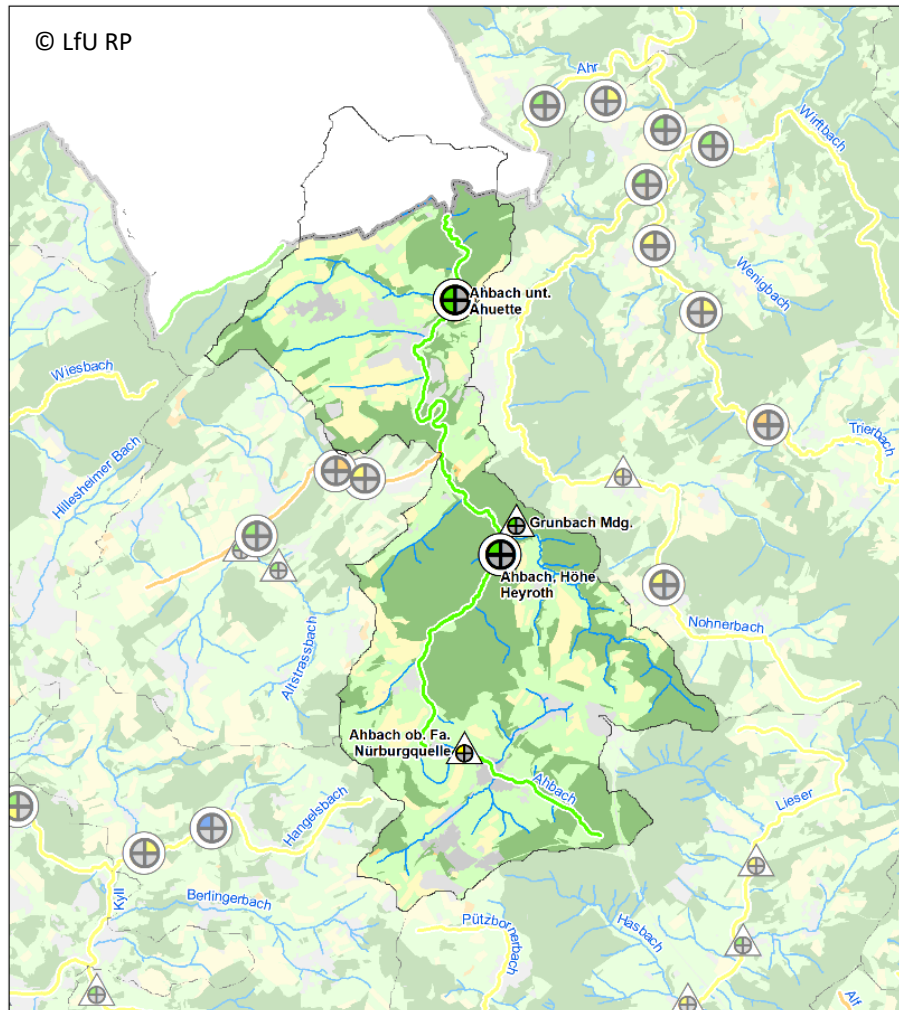 © LfU RP
Ahr
Wirftbach
Wenigbach
Ahbach unt.
Ahuette
Wiesbach
Hillesheimer Bach
Trierbach
Grunbach Mdg.
Ahbach, Höhe
Heyroth
Altstrassbach
Nohnerbach
Ahbach ob. Fa.
Nürburgquelle
Ahbach
Lieser
Hangelsbach
Kyll
Berlingerbach
Pützbornerbach
Hasbach
Alf